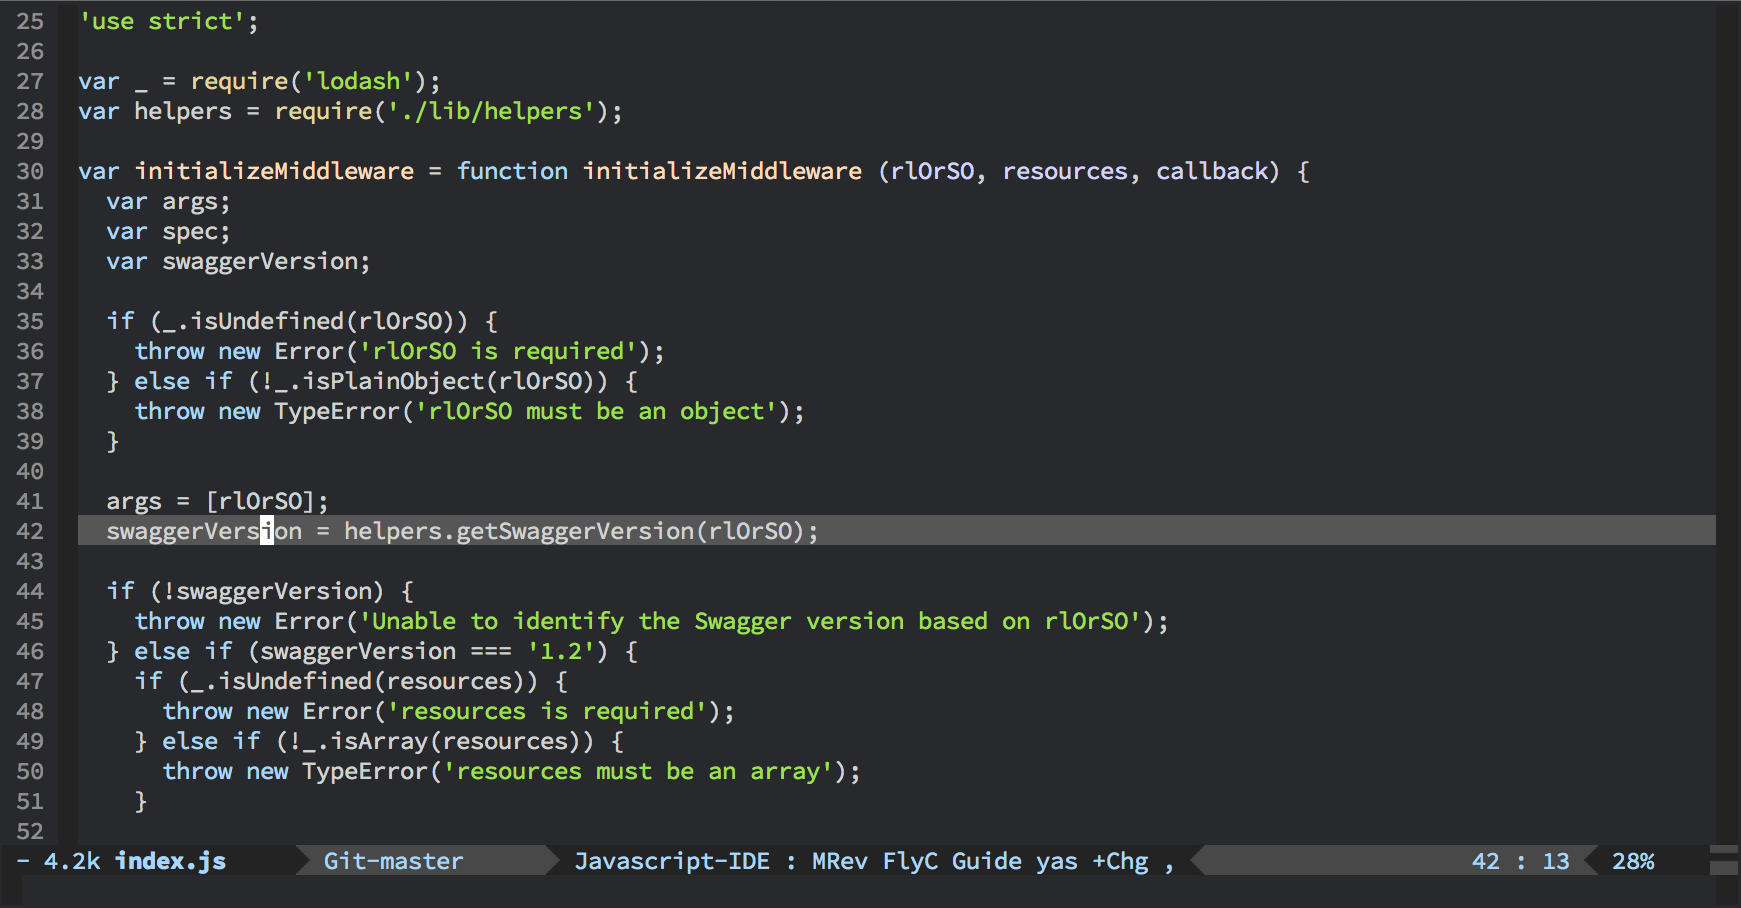 25 'use strict';
26
27 var _ = require('lodash');
28 var helpers = require('./lib/helpers');
29
30 var initializeMiddleware = function initializeMiddleware (rlOrSO, resources, callback) {
31   var args;
32   var spec;
33   var swaggerVersion;
34
35   if (_.isUndefined(rlOrSO)) {
36     throw new Error('rlOrSO is required');
37   } else if (!_.isPlainObject(rlOrSO)) {
38     throw new TypeError('rlOrSO must be an object');
39   }
40
41   args = [rlOrSO];
42   swaggerVersion = helpers.getSwaggerVersion(rlOrSO);
43
44   if (!swaggerVersion) {
45     throw new Error('Unable to identify the Swagger version based on rlOrSO');
46   } else if (swaggerVersion === '1.2') {
47     if (_.isUndefined(resources)) {
48       throw new Error('resources is required');
49     } else if (!_.isArray(resources)) {
50       throw new TypeError('resources must be an array');
51     }
52
- 4.2k index.js Git-master Javascript-IDE : MRev FlyC Guide yas +Chg , 42 : 13 28%